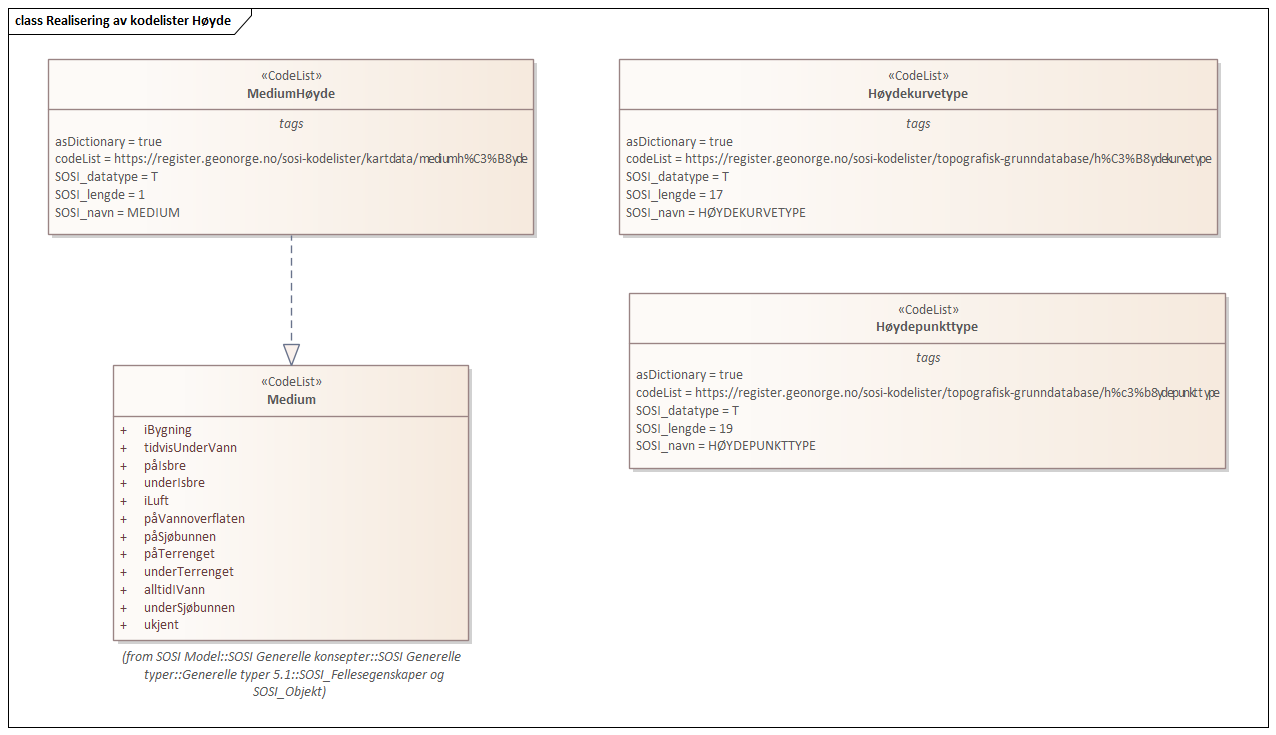 class Realisering av kodelister Høyde
«CodeList»
MediumHøyde
tags
asDictionary = true
codeList = https://register.geonorge.no/sosi-kodelister/kartdata/mediumh%C3%B8yde
SOSI_datatype = T
SOSI_lengde = 1
SOSI_navn = MEDIUM
«CodeList»
Høydekurvetype
tags
asDictionary = true
codeList = https://register.geonorge.no/sosi-kodelister/topografisk-grunndatabase/h%C3%B8ydekurvetype
SOSI_datatype = T
SOSI_lengde = 17
SOSI_navn = HØYDEKURVETYPE
«CodeList»
Høydepunkttype
tags
asDictionary = true
codeList = https://register.geonorge.no/sosi-kodelister/topografisk-grunndatabase/h%c3%b8ydepunkttype
SOSI_datatype = T
SOSI_lengde = 19
SOSI_navn = HØYDEPUNKTTYPE
«CodeList»
Medium
+ iBygning
+ tidvisUnderVann
+ påIsbre
+ underIsbre
+ iLuft
+ påVannoverflaten
+ påSjøbunnen
+ påTerrenget
+ underTerrenget
+ alltidIVann
+ underSjøbunnen
+ ukjent
(from SOSI Model::SOSI Generelle konsepter::SOSI Generelle
typer::Generelle typer 5.1::SOSI_Fellesegenskaper og
SOSI_Objekt)